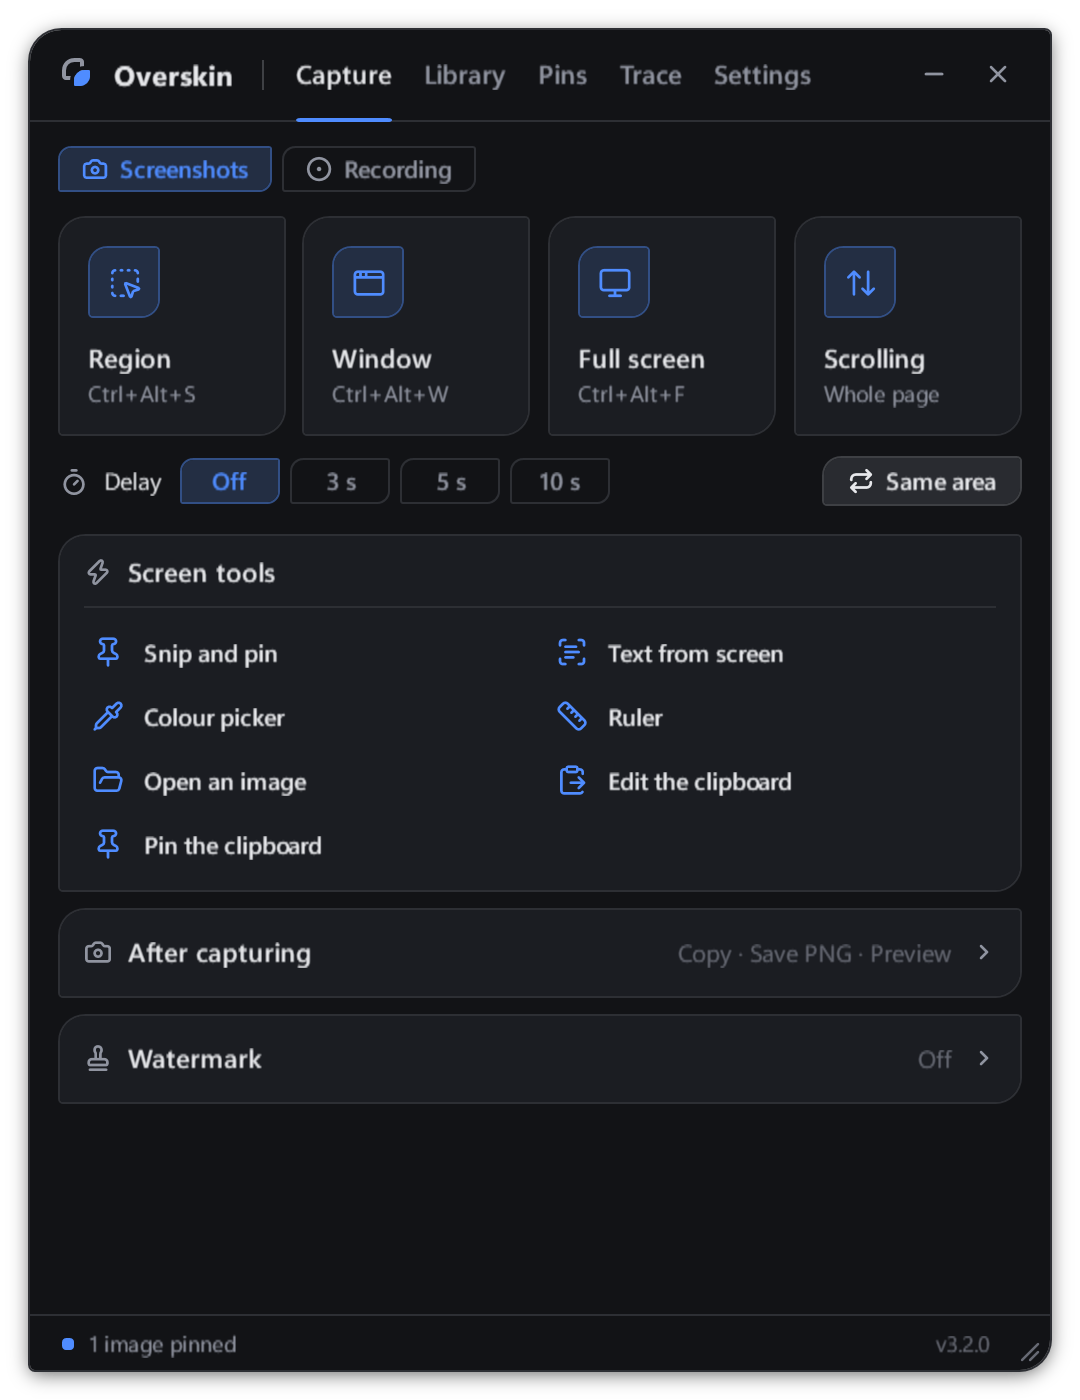 Overskin
Capture Library Pins Trace Settings
Screenshots Recording
Region Window Full screen Scrolling
Ctrl+Alt+S Ctrl+Alt+W Ctrl+Alt+F Whole page
Delay Off 3 s 5 s 10 s Same area
Screen tools
Snip and pin Text from screen
Colour picker Ruler
Open an image Edit the clipboard
Pin the clipboard
After capturing Copy · Save PNG · Preview
Watermark Off
1 image pinned v3.2.0